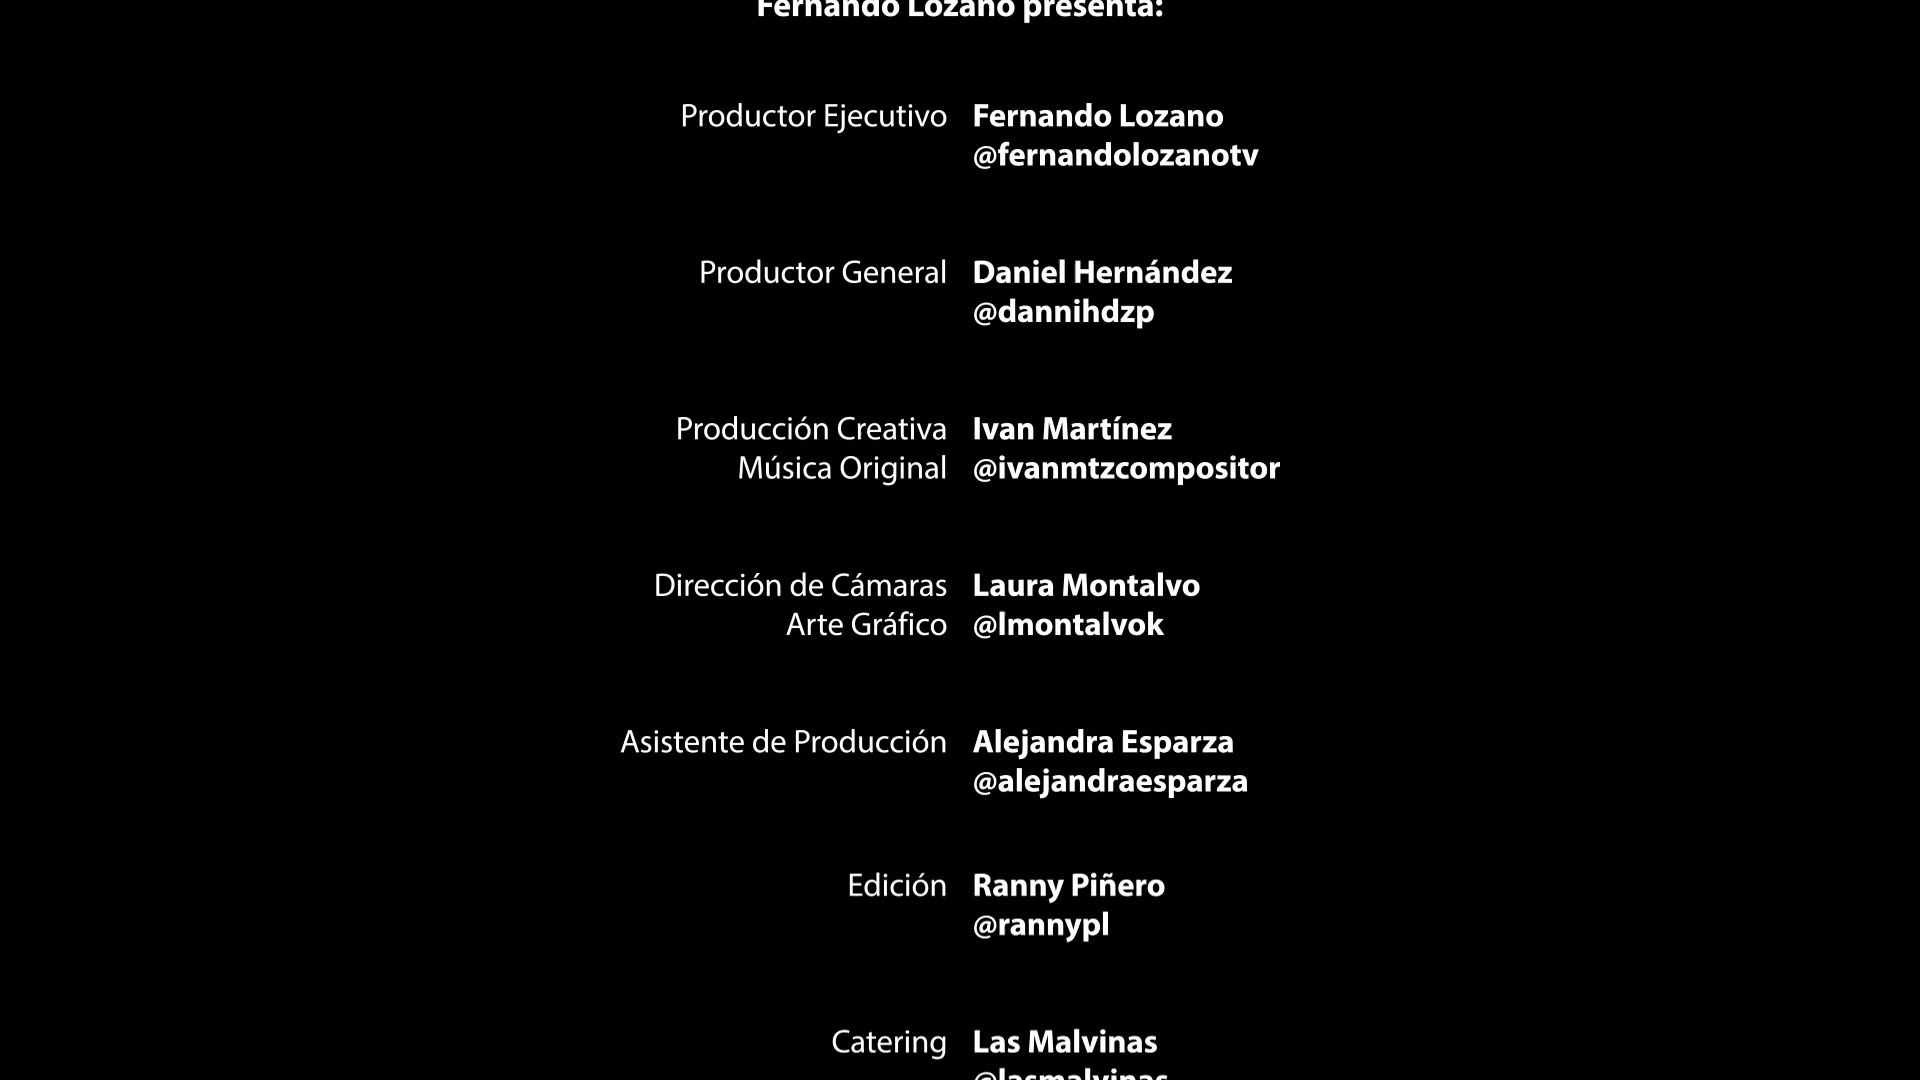 Fernando Lozano presenta:
Productor Ejecutivo Fernando Lozano
@fernandolozanotv
Productor General Daniel Hernández
@dannihdzp
Producción Creativa Ivan Martínez
Música Original @ivanmtzcompositor
Dirección de Cámaras Laura Montalvo
Arte Gráfico @lmontalvok
Asistente de Producción Alejandra Esparza
@alejandraesparza
Edición Ranny Piñero
@rannypl
Catering Las Malvinas
@lasmalvinas